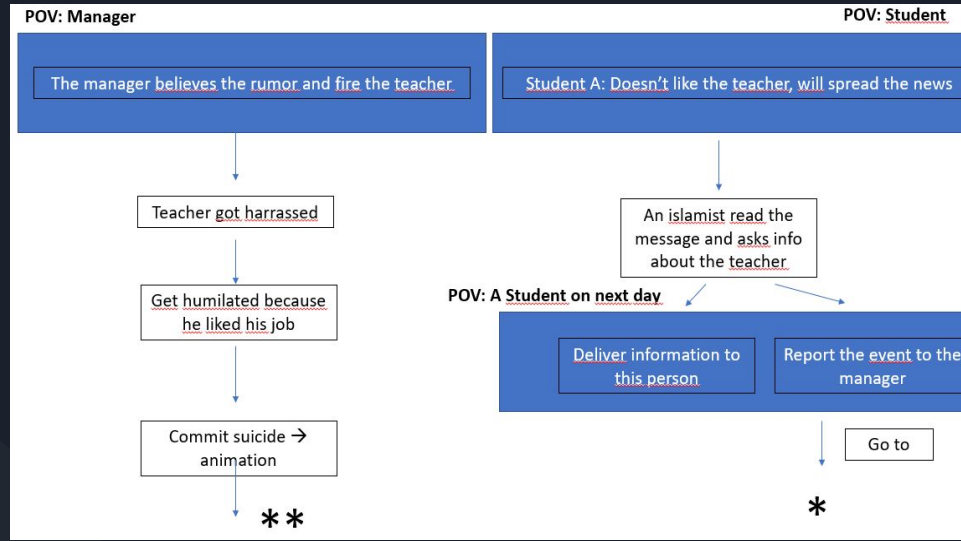 POV: Manager
POV: Student
The manager believes the rumor and fire the teacher
Student A: Doesn't like the teacher, will spread the news
Teacher got harrassed
An islamist read the
message and asks info
about the teacher
Get humilated because
he liked his job
POV: A Student on next day
Deliver information to
this person
Report the event to the
manager
Commit suicide →
animation
Go to
**
*